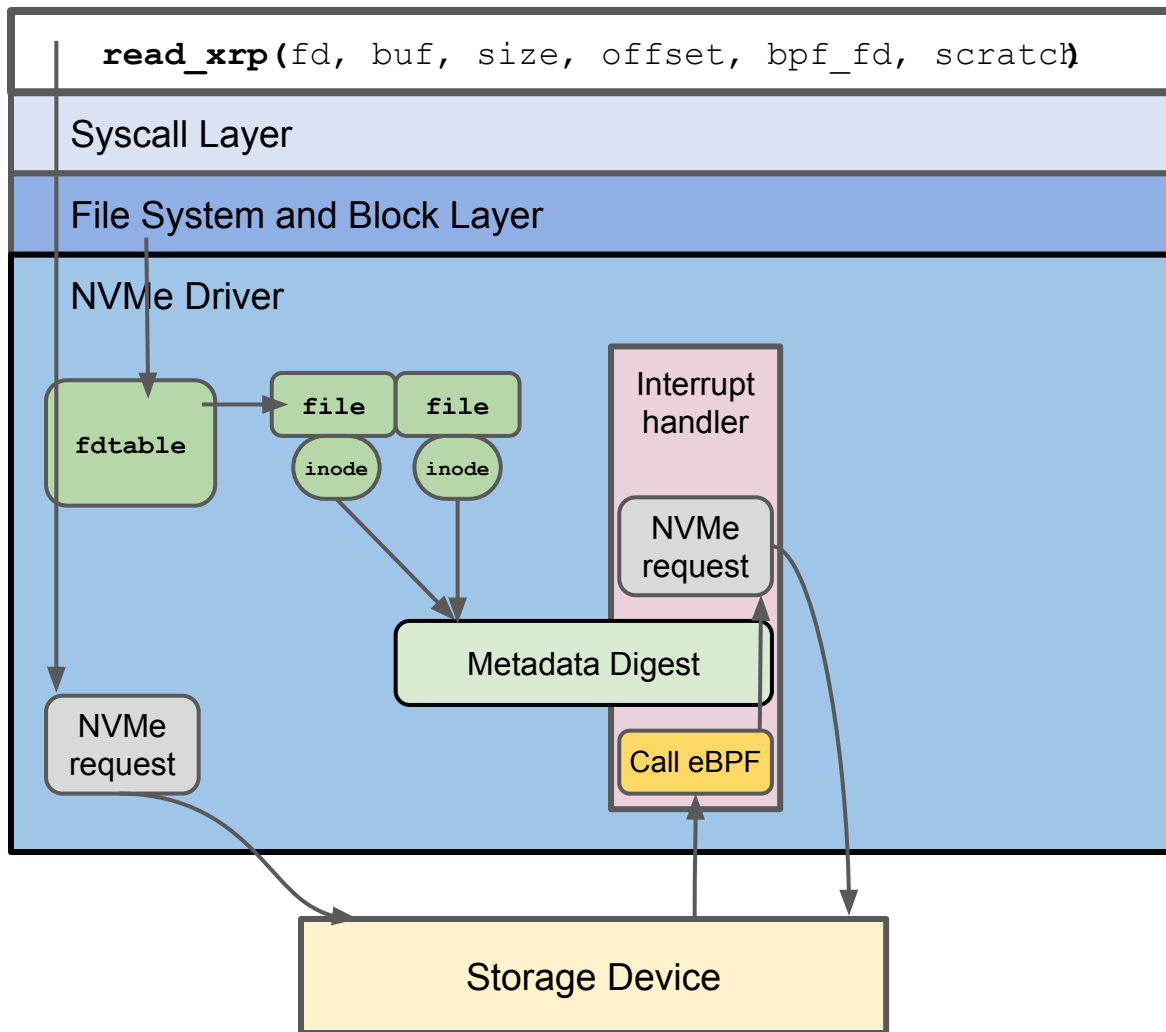 read_xrp(fd, buf, size, offset, bpf_fd, scratch)
Syscall Layer
File System and Block Layer
NVMe Driver
fdtable
file
file
inode
inode
Interrupt
handler
NVMe
request
Metadata Digest
NVMe
request
Call eBPF
Storage Device